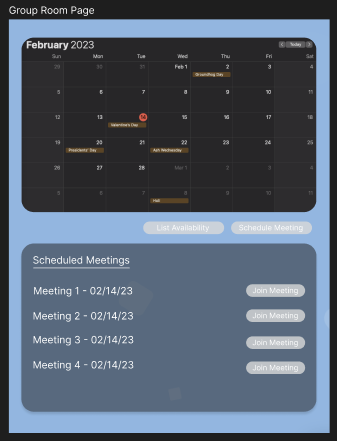 Group Room Page
February 2023
Today
Sun Mon Tue Wed Thu Fri Sat
29 30 31 Feb 1 2 3 4
Groundhog Day
5 6 7 8 9 10 11
12 13 14 15 16 17 18
Valentine's Day
19 20 21 22 23 24 25
Presidents' Day Ash Wednesday
26 27 28 Mar 1 2 3 4
5 6 7 8 9 10 11
Holi
List Availability Schedule Meeting
Scheduled Meetings
Meeting 1 - 02/14/23 Join Meeting
Meeting 2 - 02/14/23 Join Meeting
Meeting 3 - 02/14/23 Join Meeting
Meeting 4 - 02/14/23 Join Meeting